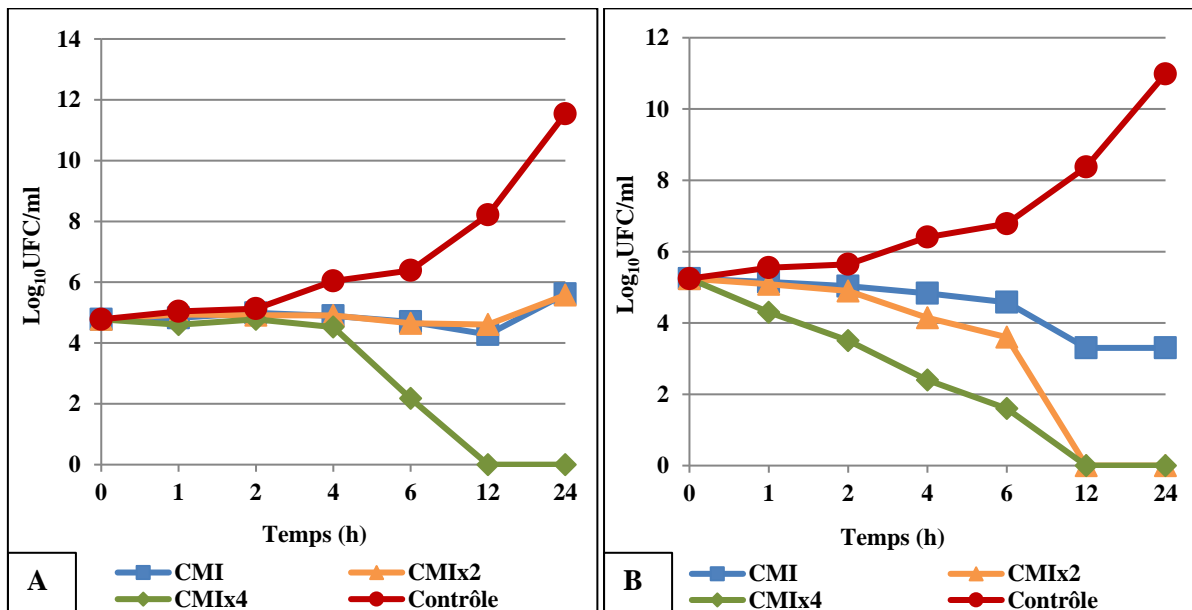 14
12
10
8
6
4
2
0
Log₁₀UFC/ml
0 1 2 4 6 12 24
Temps (h)
A
CMI CMIx2
CMIx4 Contrôle
12
10
8
6
4
2
0
Log₁₀UFC/ml
0 1 2 4 6 12 24
Temps (h)
B
CMI CMIx2
CMIx4 Contrôle